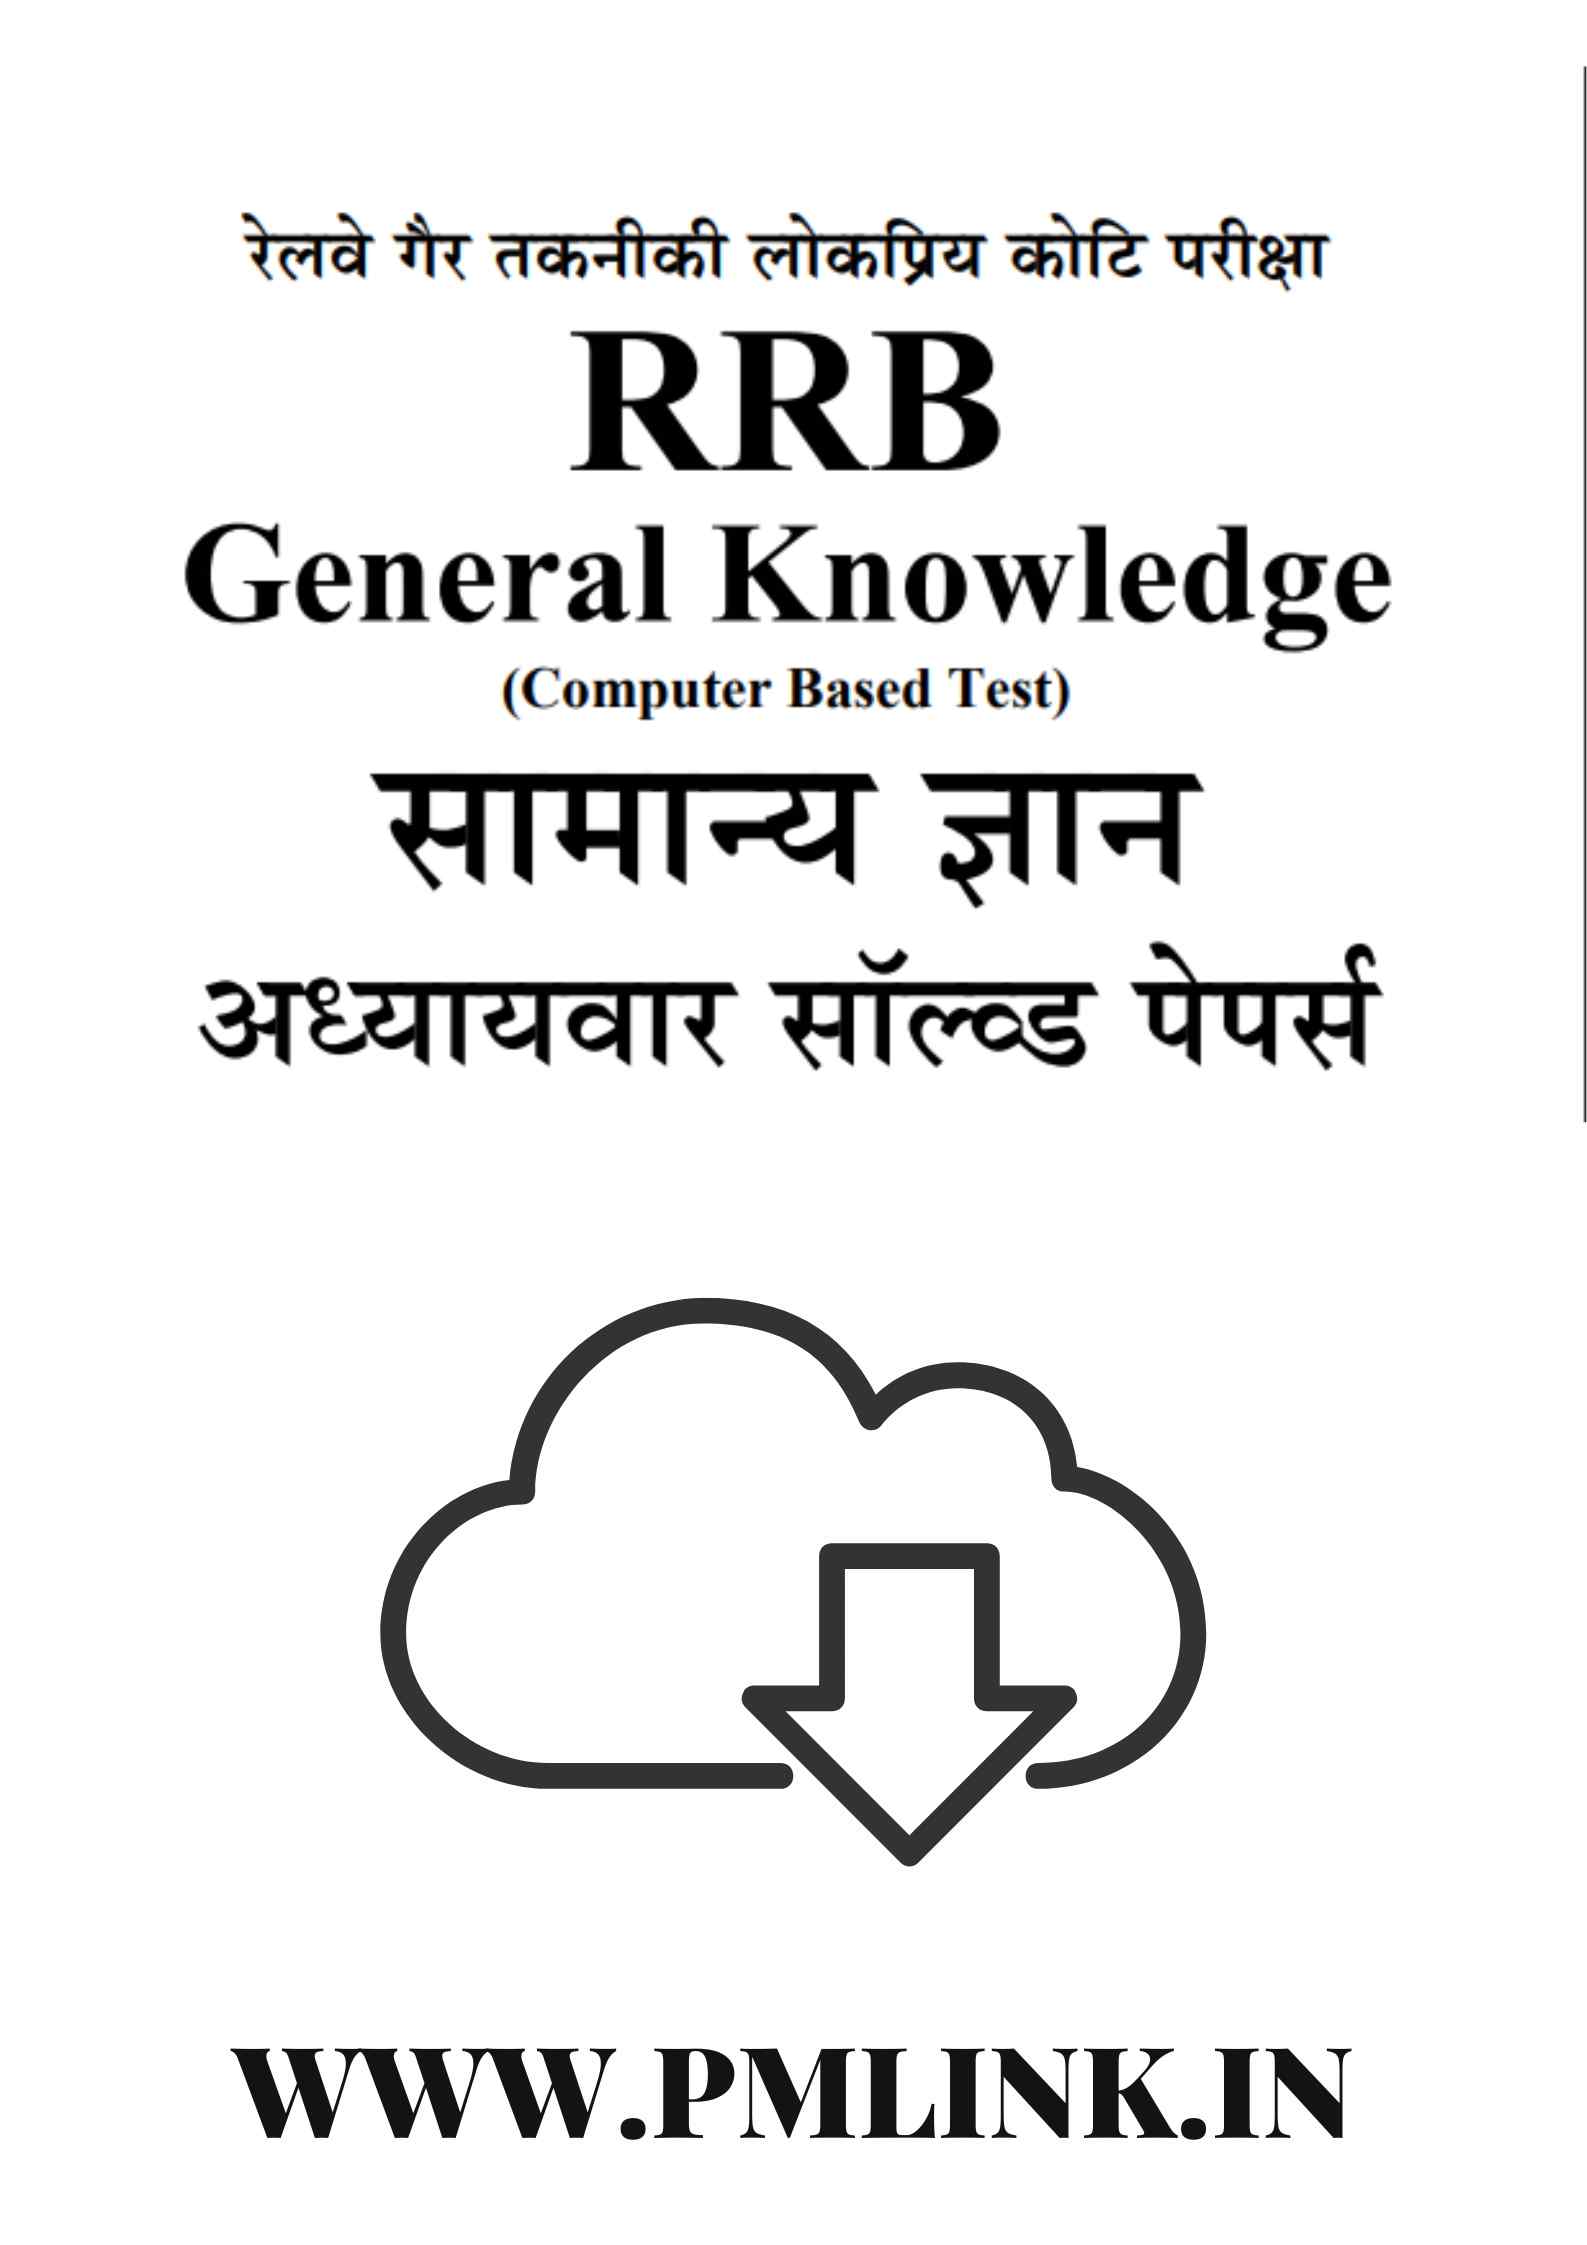 रेलवे गैर तकनीकी लोकप्रिय कोटि परीक्षा
RRB
General Knowledge
(Computer Based Test)
सामान्य ज्ञान
अध्यायवार सॉल्व्ड पेपर्स
WWW.PMLINK.IN